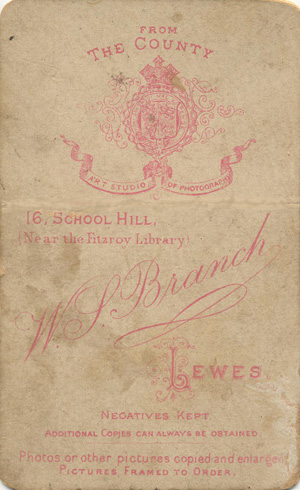 FROM
THE COUNTY
ART STUDIO OF PHOTOGRAPHY
16, SCHOOL HILL,
(Near the Fitzroy Library)
W S Branch
LEWES.
NEGATIVES KEPT
ADDITIONAL COPIES CAN ALWAYS BE OBTAINED.
Photos or other pictures copied and enlarged
PICTURES FRAMED TO ORDER.